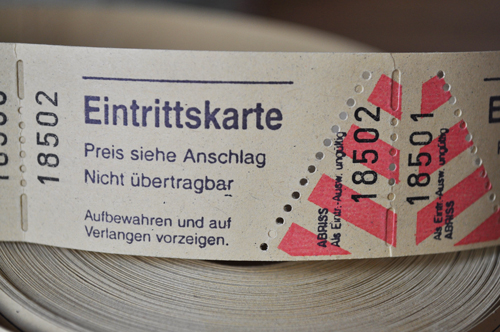 18502
Eintrittskarte
Preis siehe Anschlag
Nicht übertragbar
Aufbewahren und auf
Verlangen vorzeigen.
ABRISS
Als Eintr.-Ausw. ungültig
18502
18501
Als Eintr.-Ausw. ungültig
ABRISS